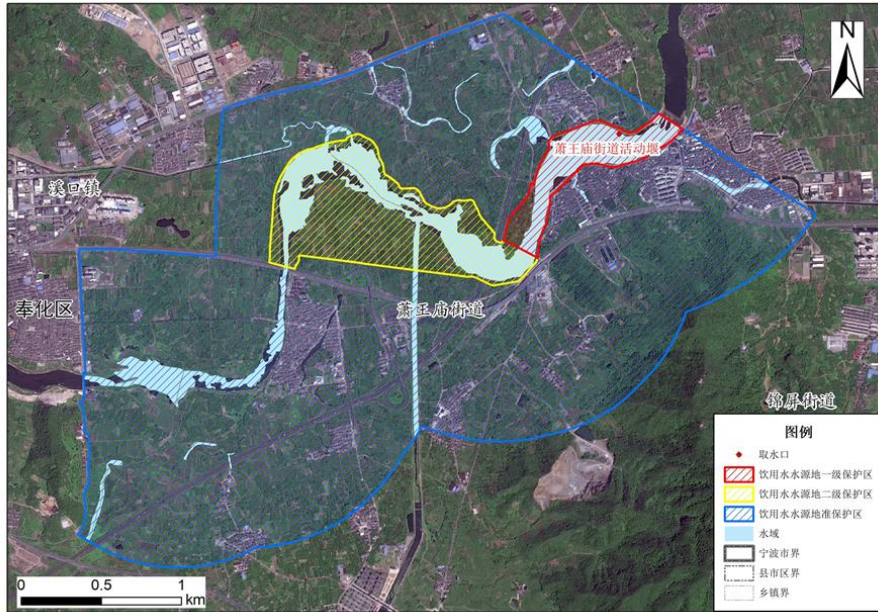 N
萧王庙街道活动堰
溪口镇
奉化区
萧王庙街道
锦屏街道
图例
取水口
饮用水水源地一级保护区
饮用水水源地二级保护区
饮用水水源地准保护区
水域
宁波市界
县市区界
乡镇界
0 0.5 1
km